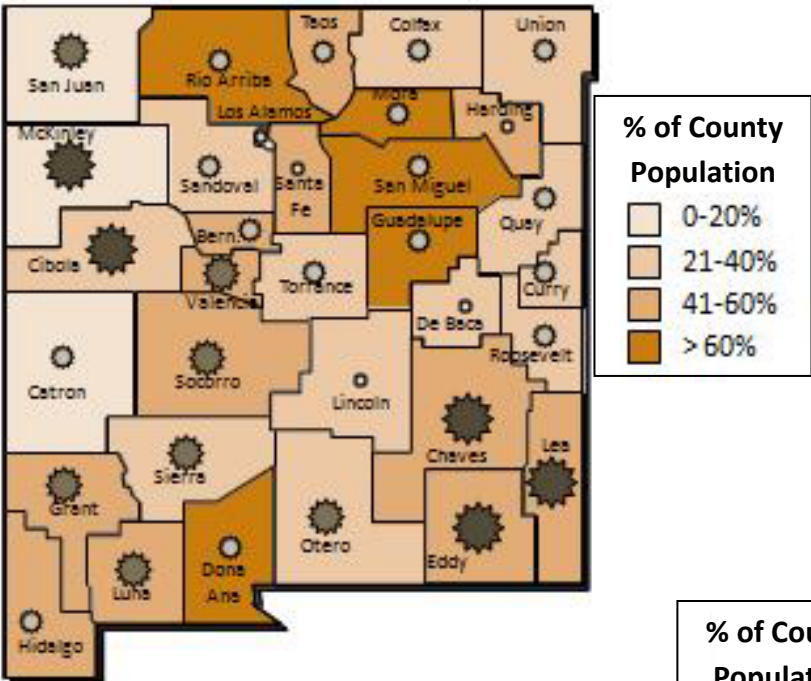 Taos
Colfax
Union
San Juan
Rio Arriba
Los Alamos
Mora
Harding
McKinley
Sandoval
Santa
Fe
San Miguel
Quay
Guadalupe
Bern.
Cibola
Valencia
Torrance
Curry
De Baca
Roosevelt
Catron
Socorro
Lincoln
Chaves
Lea
Sierra
Grant
Otero
Eddy
Luna
Dona
Ana
Hidalgo
% of County
Population
0-20%
21-40%
41-60%
> 60%
% of Cou
Populat